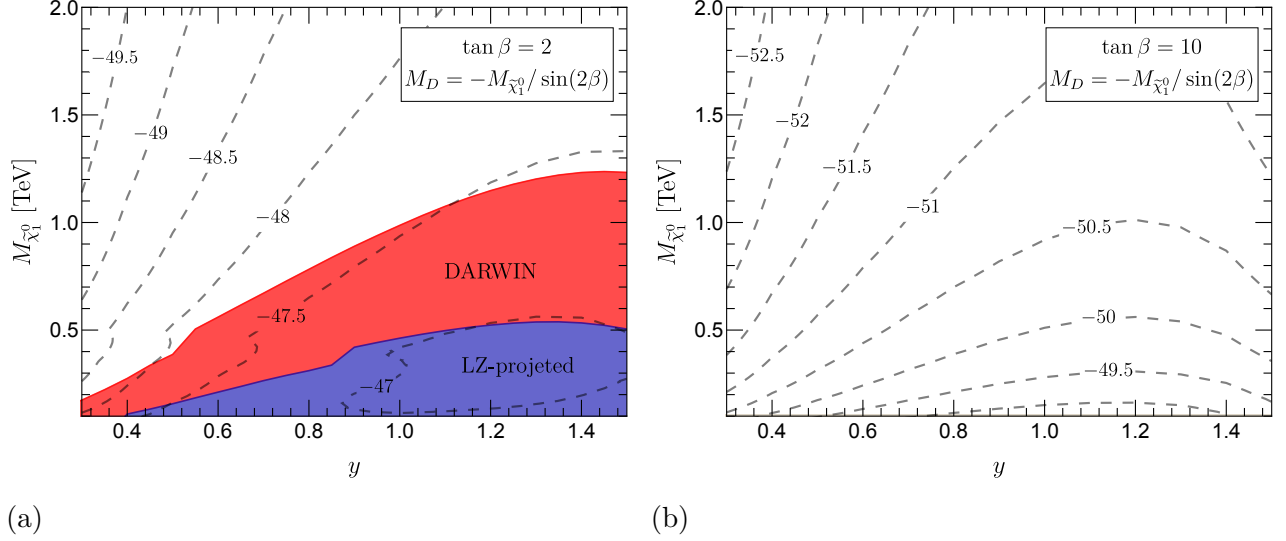 2.0
1.5
1.0
0.5
M_χ̃₁⁰ [TeV]
−49.5
−49
−48.5
−48
−47.5
−47
tan β = 2
M_D = −M_χ̃₁⁰ / sin(2β)
DARWIN
LZ-projeted
0.4 0.6 0.8 1.0 1.2 1.4
y
(a)
2.0
1.5
1.0
0.5
M_χ̃₁⁰ [TeV]
−52.5
−52
−51.5
−51
−50.5
−50
−49.5
tan β = 10
M_D = −M_χ̃₁⁰ / sin(2β)
0.4 0.6 0.8 1.0 1.2 1.4
y
(b)